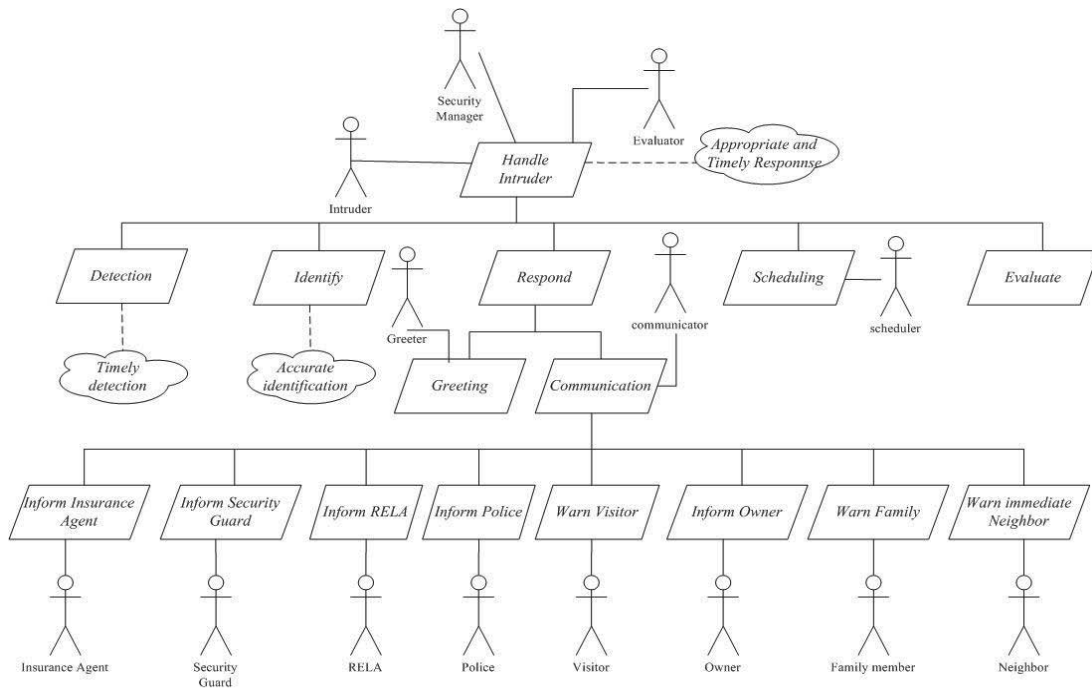 Security
Manager
Evaluator
Appropriate and
Timely Responnse
Handle
Intruder
Intruder
Detection
Identify
Respond
Scheduling
Evaluate
Greeter
communicator
scheduler
Timely
detection
Accurate
identification
Greeting
Communication
Inform Insurance
Agent
Inform Security
Guard
Inform RELA
Inform Police
Warn Visitor
Inform Owner
Warn Family
Warn immediate
Neighbor
Insurance Agent
Security
Guard
RELA
Police
Visitor
Owner
Family member
Neighbor